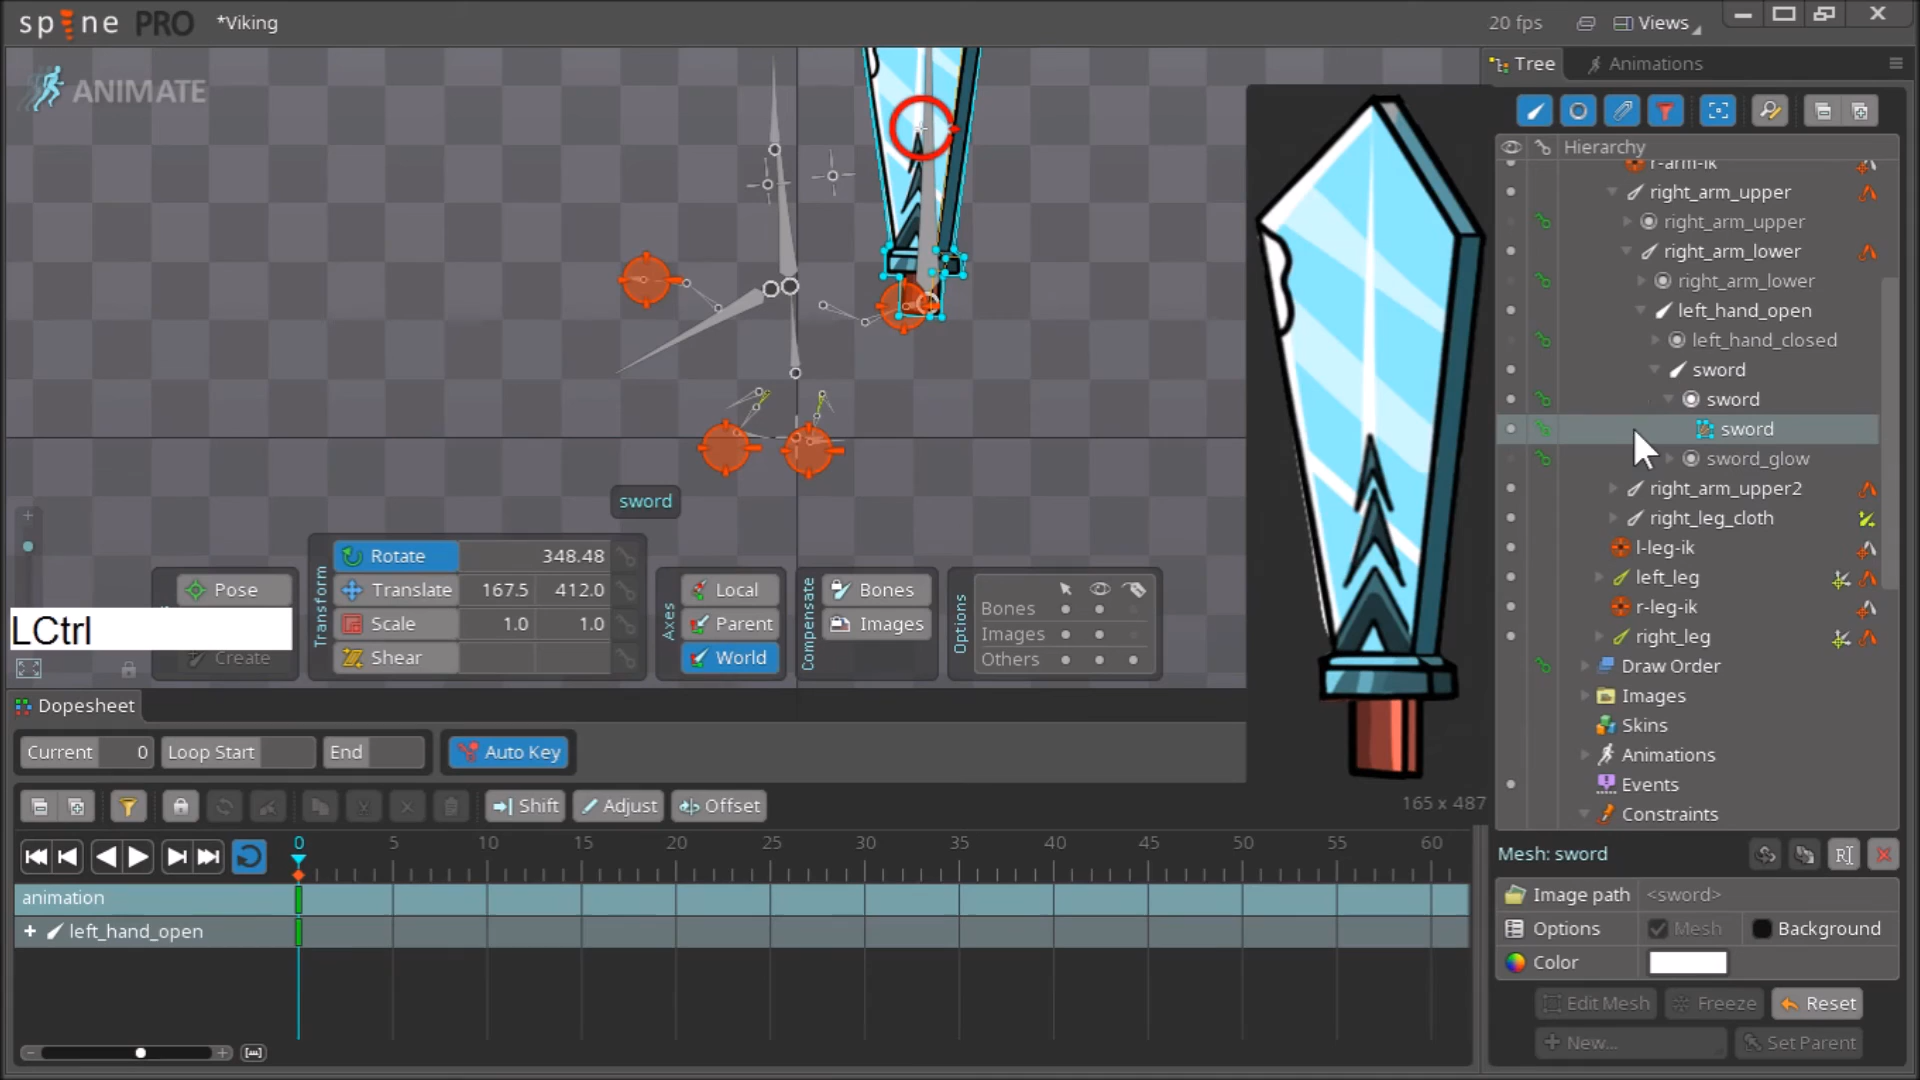 spine PRO *Viking
20 fps Views
ANIMATE
Tree Animations
Hierarchy
r-arm-ik
right_arm_upper
right_arm_upper
right_arm_lower
right_arm_lower
left_hand_open
left_hand_closed
sword
sword
sword
sword_glow
right_arm_upper2
right_leg_cloth
l-leg-ik
left_leg
r-leg-ik
right_leg
Draw Order
Images
Skins
Animations
Events
Constraints
sword
Pose
LCtrl
Create
Transform
Rotate 348.48
Translate 167.5 412.0
Scale 1.0 1.0
Shear
Axes
Local
Parent
World
Compensate
Bones
Images
Options
Bones
Images
Others
165 x 487
Dopesheet
Current 0 Loop Start End Auto Key
Shift Adjust Offset
0 5 10 15 20 25 30 35 40 45 50 55 60
animation
left_hand_open
Mesh: sword
Image path <sword>
Options Mesh Background
Color
Edit Mesh Freeze Reset
New... Set Parent